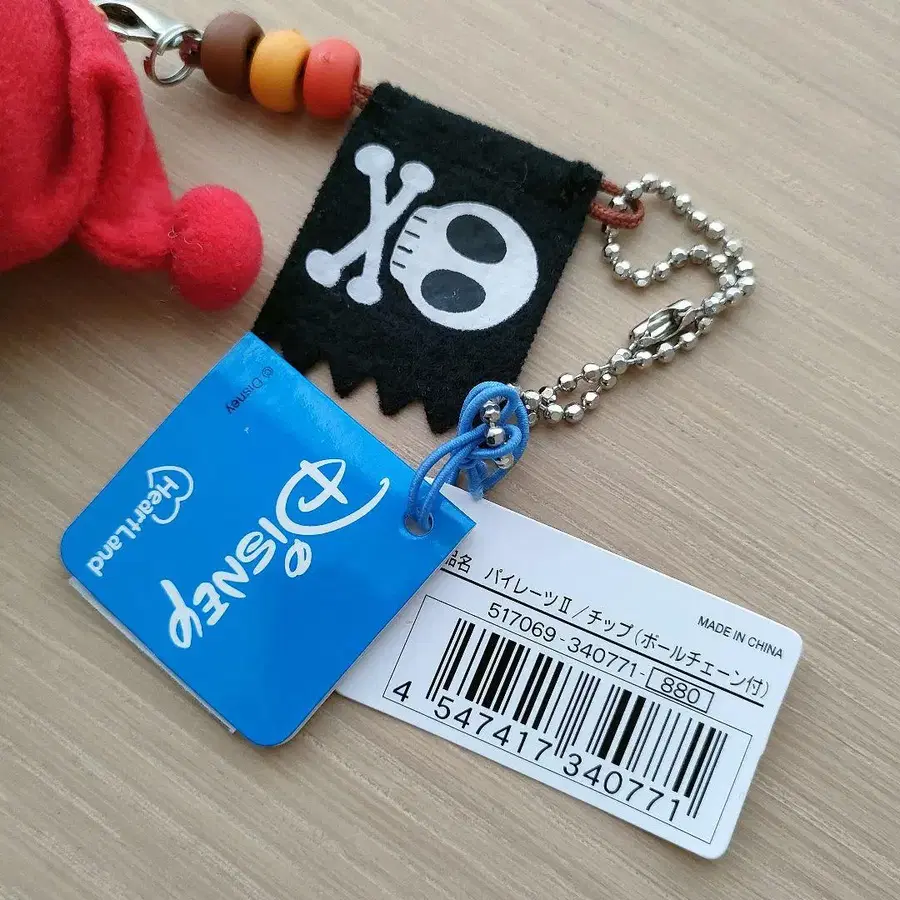 © Disney
Disney
HeartLand
品名 パイレーツⅡ/チップ(ボールチェーン付)
517069-340771-880
MADE IN CHINA
4 547417 340771